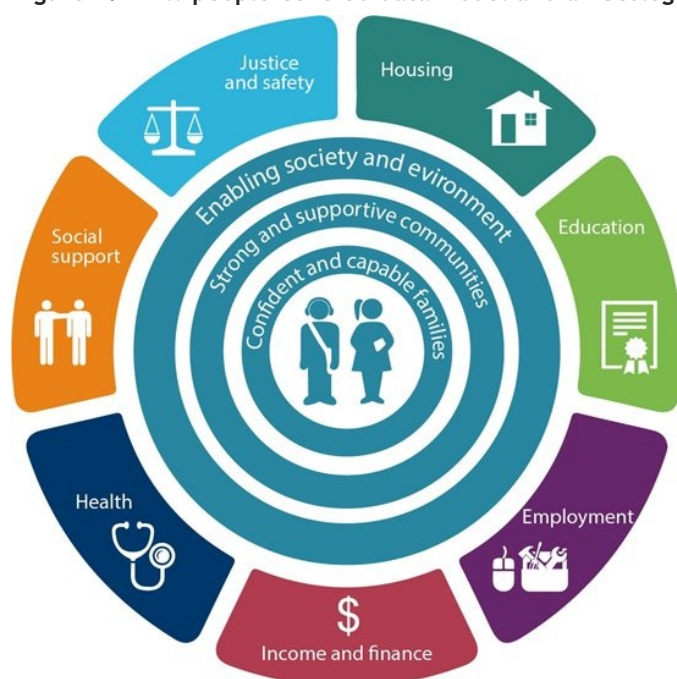 Justice
and safety
Housing
Enabling society and evironment
Strong and supportive communities
Confident and capable families
Social
support
Education
Health
Employment
$
Income and finance